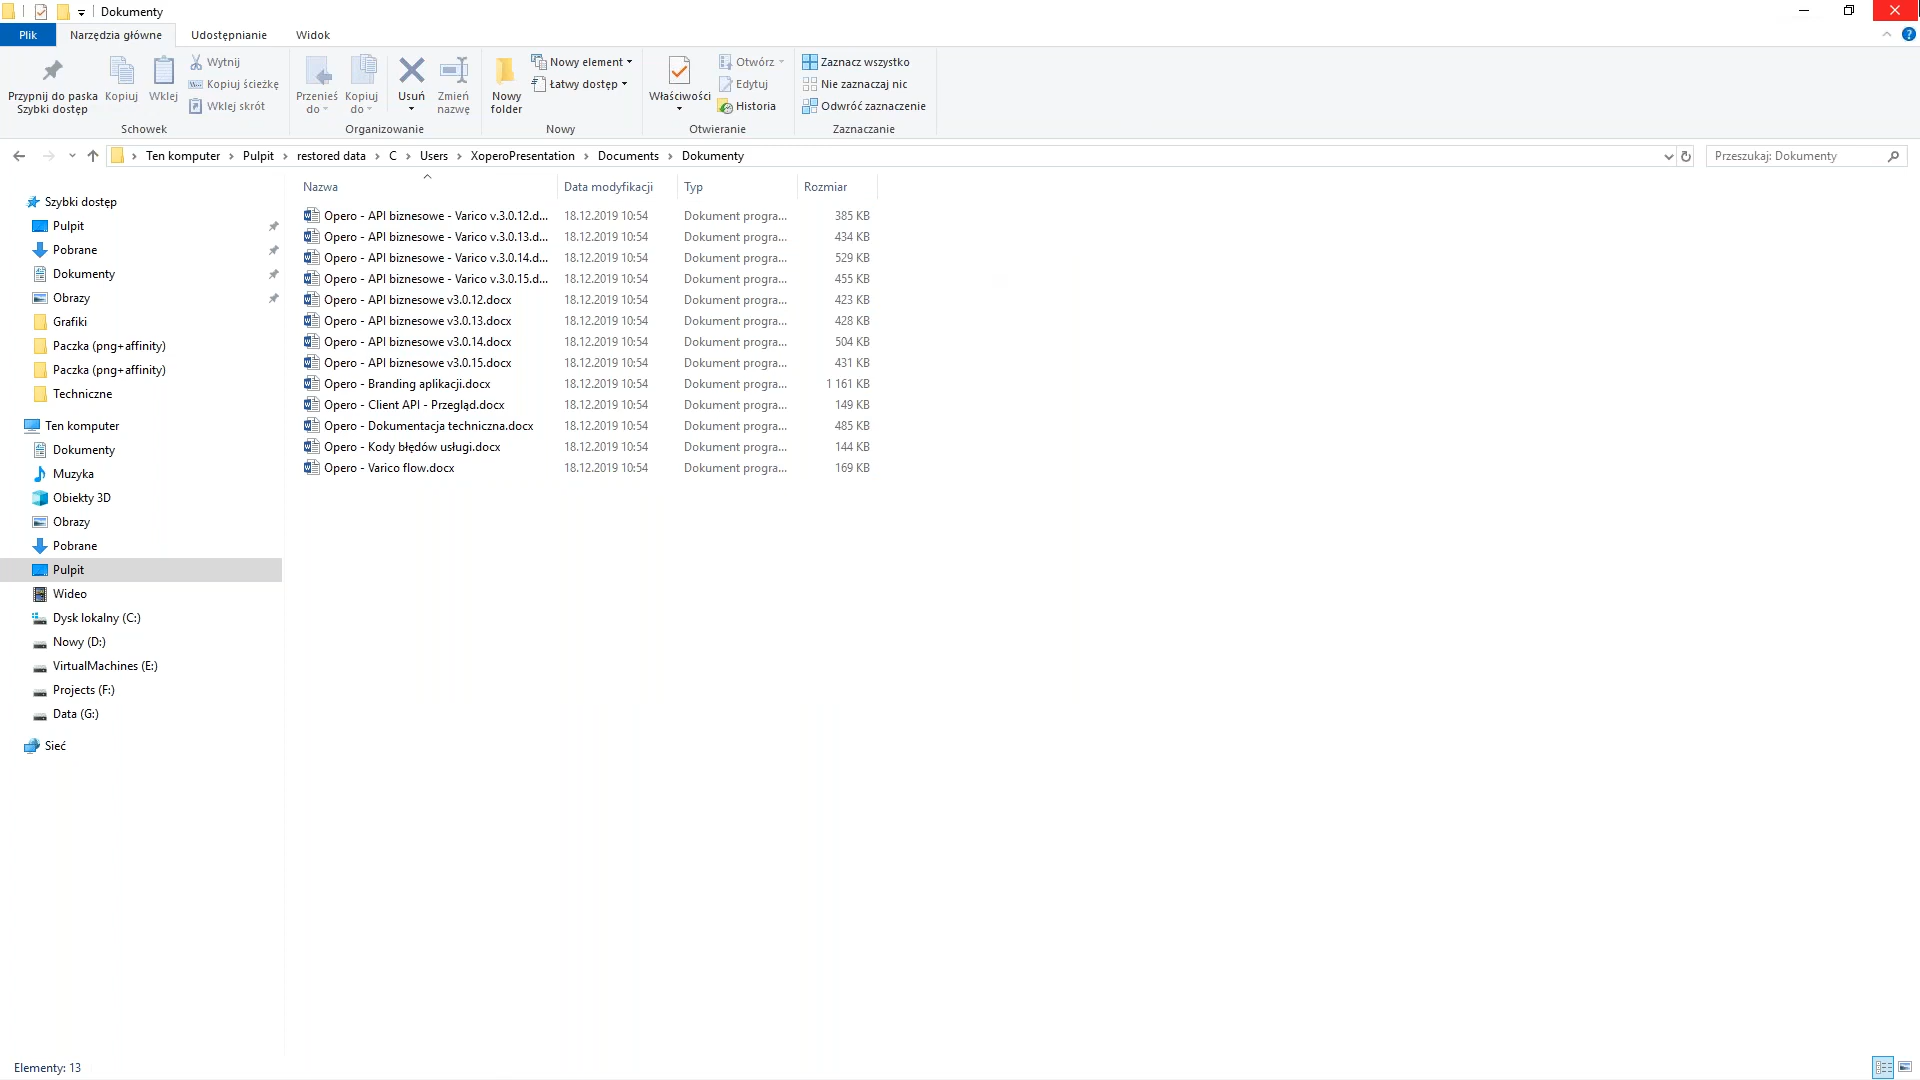 Dokumenty
Plik Narzędzia główne Udostępnianie Widok
Przypnij do paska Szybki dostęp
Kopiuj
Wklej
Wytnij
Kopiuj ścieżkę
Wklej skrót
Schowek
Przenieś do
Kopiuj do
Usuń
Zmień nazwę
Organizowanie
Nowy folder
Nowy element
Łatwy dostęp
Nowy
Właściwości
Otwórz
Edytuj
Historia
Otwieranie
Zaznacz wszystko
Nie zaznaczaj nic
Odwróć zaznaczenie
Zaznaczanie
Ten komputer > Pulpit > restored data > C > Users > XoperoPresentation > Documents > Dokumenty
Przeszukaj: Dokumenty
Szybki dostęp
Pulpit
Pobrane
Dokumenty
Obrazy
Grafiki
Paczka (png+affinity)
Paczka (png+affinity)
Techniczne
Ten komputer
Dokumenty
Muzyka
Obiekty 3D
Obrazy
Pobrane
Pulpit
Wideo
Dysk lokalny (C:)
Nowy (D:)
VirtualMachines (E:)
Projects (F:)
Data (G:)
Sieć
Nazwa Data modyfikacji Typ Rozmiar
Opero - API biznesowe - Varico v.3.0.12.d... 18.12.2019 10:54 Dokument progra... 385 KB
Opero - API biznesowe - Varico v.3.0.13.d... 18.12.2019 10:54 Dokument progra... 434 KB
Opero - API biznesowe - Varico v.3.0.14.d... 18.12.2019 10:54 Dokument progra... 529 KB
Opero - API biznesowe - Varico v.3.0.15.d... 18.12.2019 10:54 Dokument progra... 455 KB
Opero - API biznesowe v3.0.12.docx 18.12.2019 10:54 Dokument progra... 423 KB
Opero - API biznesowe v3.0.13.docx 18.12.2019 10:54 Dokument progra... 428 KB
Opero - API biznesowe v3.0.14.docx 18.12.2019 10:54 Dokument progra... 504 KB
Opero - API biznesowe v3.0.15.docx 18.12.2019 10:54 Dokument progra... 431 KB
Opero - Branding aplikacji.docx 18.12.2019 10:54 Dokument progra... 1 161 KB
Opero - Client API - Przegląd.docx 18.12.2019 10:54 Dokument progra... 149 KB
Opero - Dokumentacja techniczna.docx 18.12.2019 10:54 Dokument progra... 485 KB
Opero - Kody błędów usługi.docx 18.12.2019 10:54 Dokument progra... 144 KB
Opero - Varico flow.docx 18.12.2019 10:54 Dokument progra... 169 KB
Elementy: 13